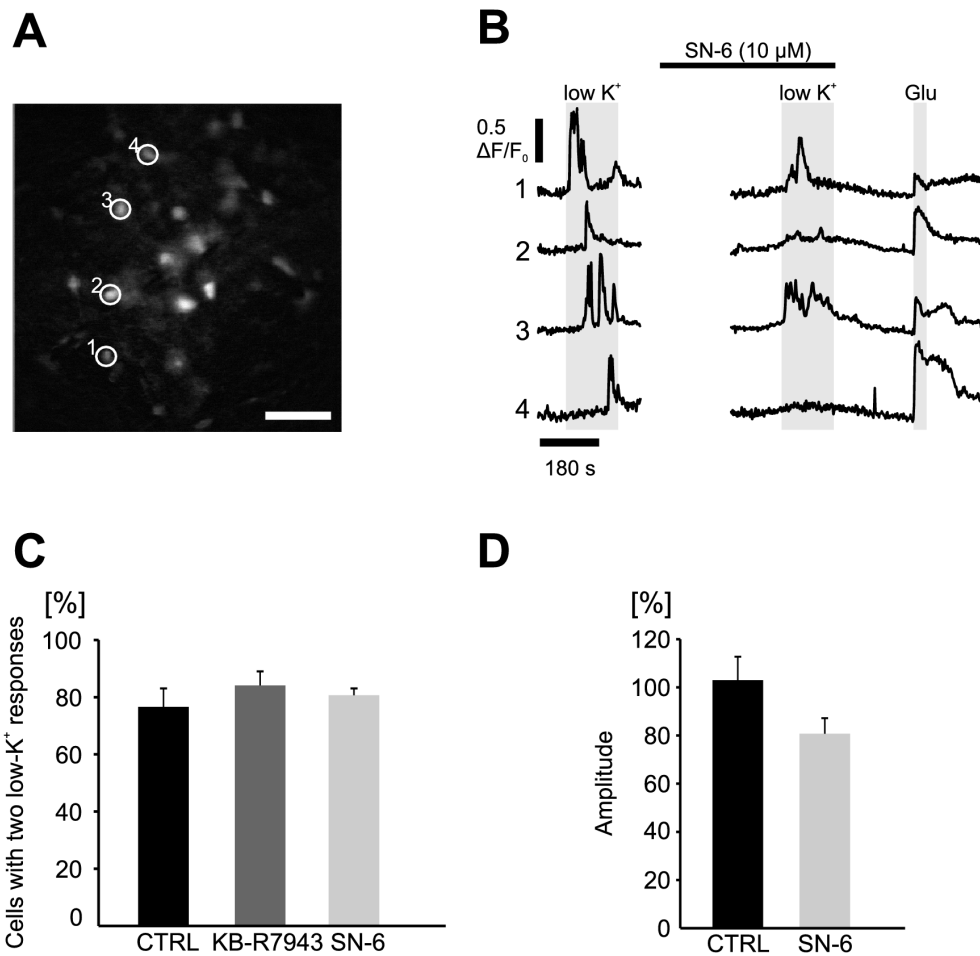 A
4
3
2
1
B
SN-6 (10 µM)
low K⁺ low K⁺ Glu
0.5
ΔF/F₀
1
2
3
4
180 s
C
[%]
Cells with two low-K⁺ responses
100
80
60
40
20
0
CTRL KB-R7943 SN-6
D
[%]
Amplitude
120
100
80
60
40
20
0
CTRL SN-6